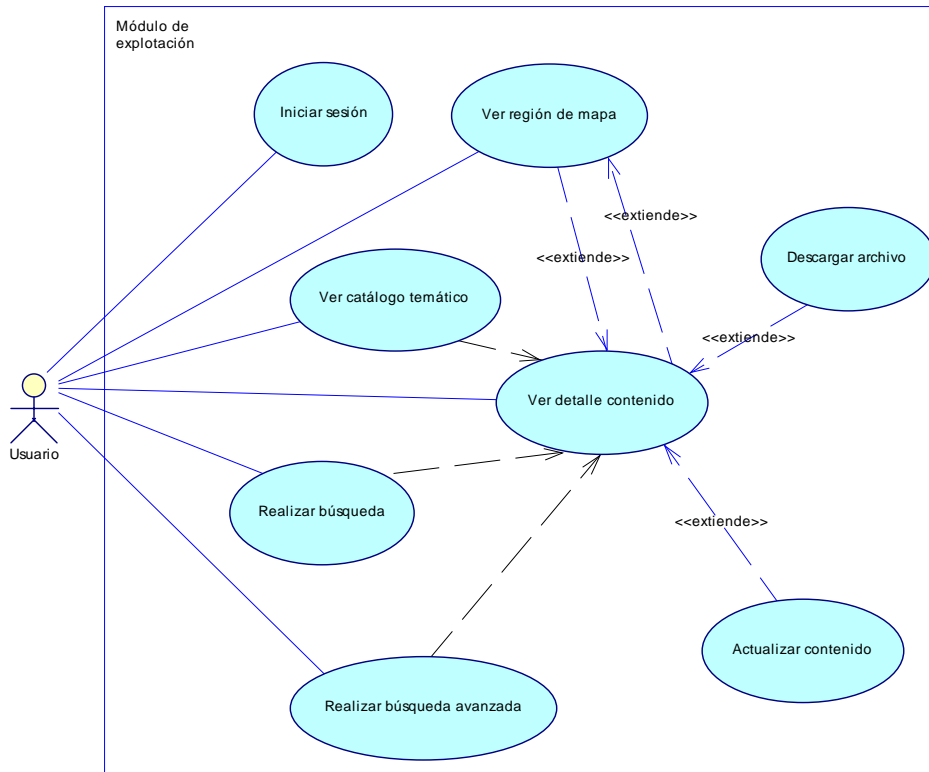 Módulo de
explotación
Iniciar sesión
Ver región de mapa
<<extiende>>
<<extiende>>
Descargar archivo
Ver catálogo temático
<<extiende>>
Ver detalle contenido
Usuario
Realizar búsqueda
<<extiende>>
Actualizar contenido
Realizar búsqueda avanzada